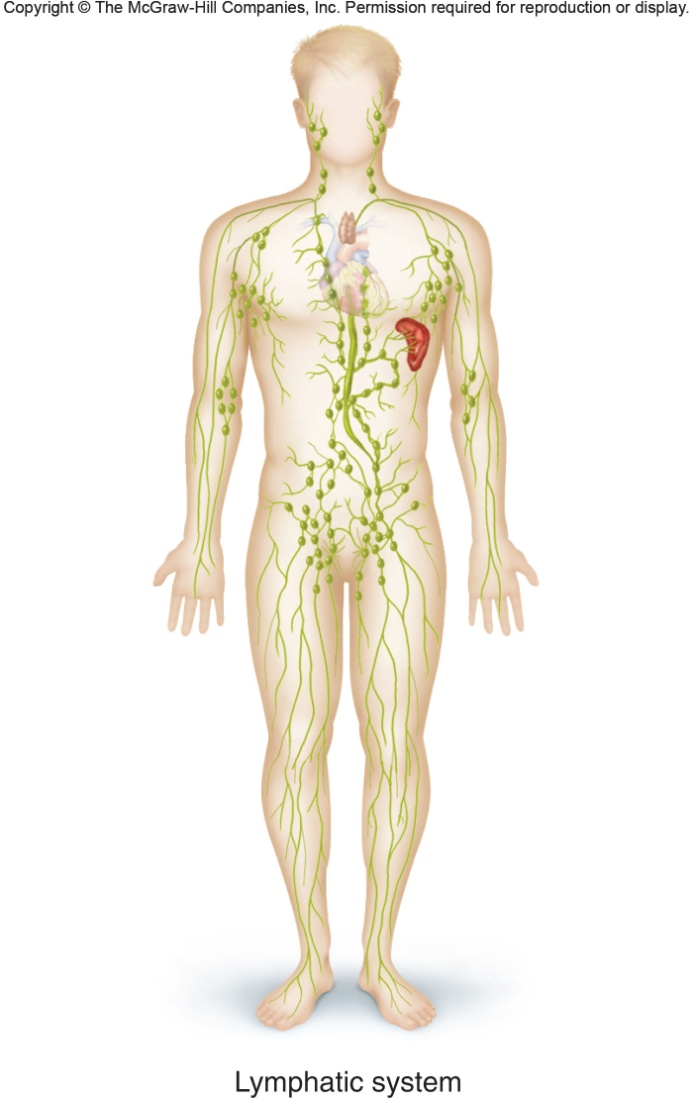 Copyright © The McGraw-Hill Companies, Inc. Permission required for reproduction or display.
Lymphatic system